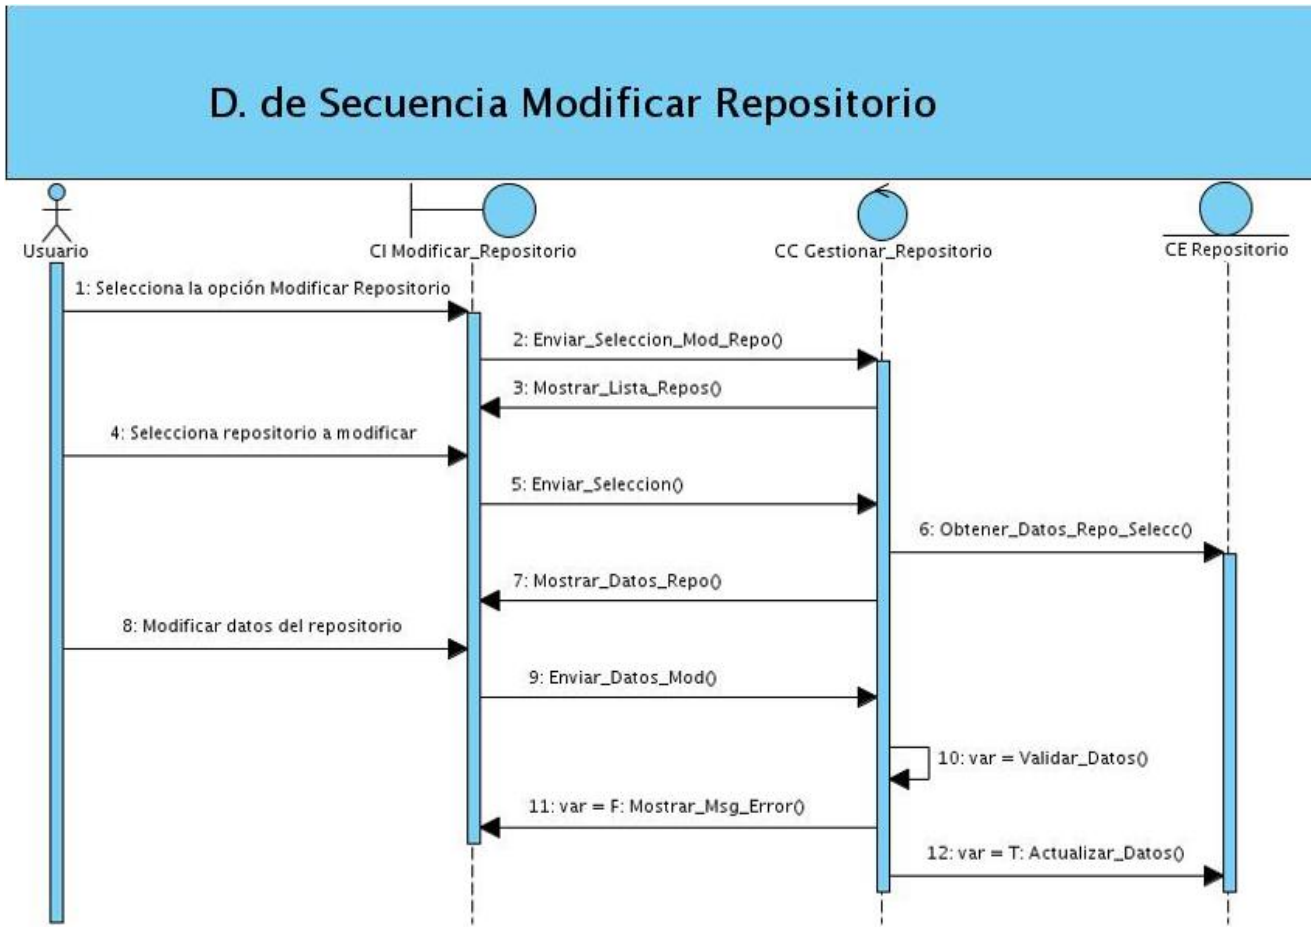 D. de Secuencia Modificar Repositorio
Usuario
CI Modificar_Repositorio
CC Gestionar_Repositorio
CE Repositorio
1: Selecciona la opción Modificar Repositorio
2: Enviar_Seleccion_Mod_Repo()
3: Mostrar_Lista_Repos()
4: Selecciona repositorio a modificar
5: Enviar_Seleccion()
6: Obtener_Datos_Repo_Selecc()
7: Mostrar_Datos_Repo()
8: Modificar datos del repositorio
9: Enviar_Datos_Mod()
10: var = Validar_Datos()
11: var = F: Mostrar_Msg_Error()
12: var = T: Actualizar_Datos()